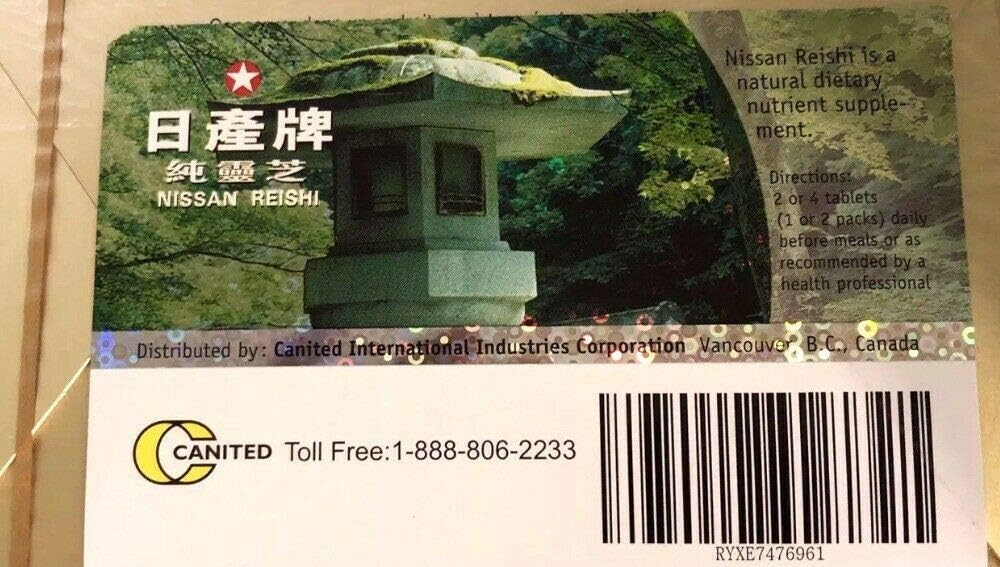 日產牌
純靈芝
NISSAN REISHI
Nissan Reishi is a
natural dietary
nutrient supple-
ment.
Directions:
2 or 4 tablets
(1 or 2 packs) daily
before meals or as
recommended by a
health professional
Distributed by: Canited International Industries Corporation Vancouver, B.C., Canada
CANITED Toll Free:1-888-806-2233
RYXE7476961